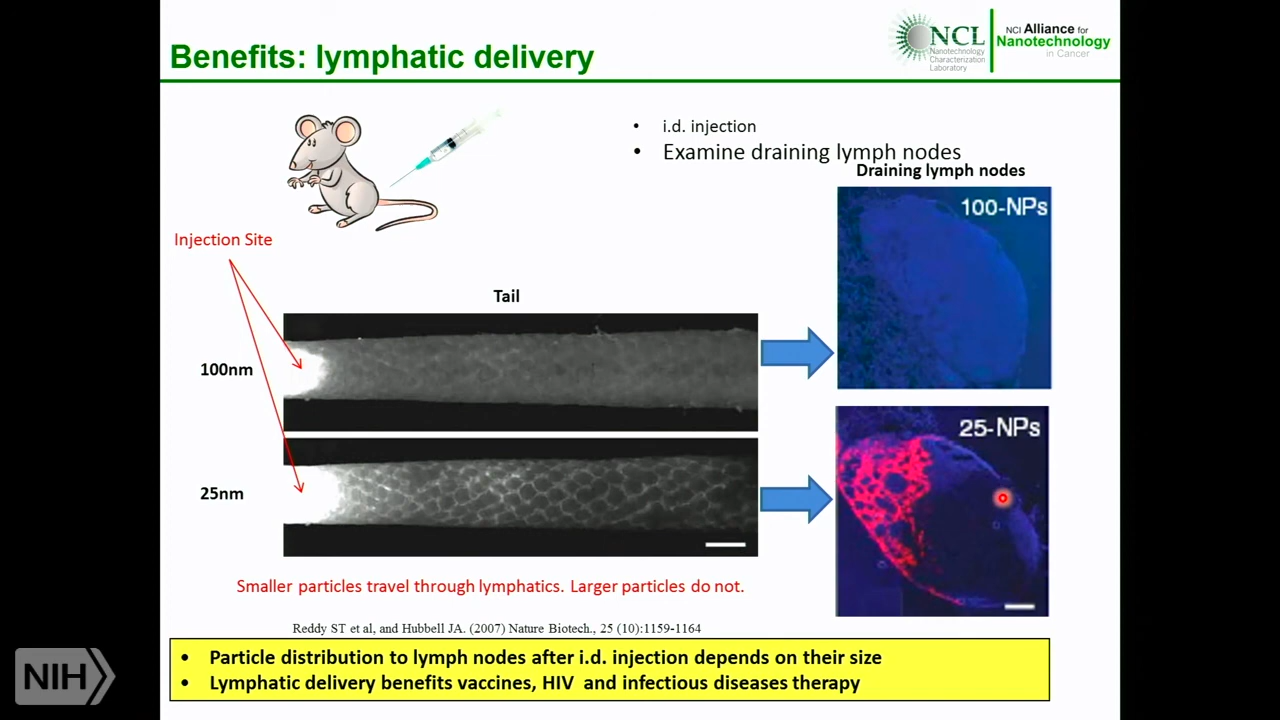 Benefits: lymphatic delivery
NCL
Nanotechnology
Characterization
Laboratory
NCI Alliance for
Nanotechnology
in Cancer
• i.d. injection
• Examine draining lymph nodes
Draining lymph nodes
100-NPs
Injection Site
Tail
100nm
25-NPs
25nm
Smaller particles travel through lymphatics. Larger particles do not.
Reddy ST et al, and Hubbell JA. (2007) Nature Biotech., 25 (10):1159-1164
• Particle distribution to lymph nodes after i.d. injection depends on their size
• Lymphatic delivery benefits vaccines, HIV and infectious diseases therapy
NIH